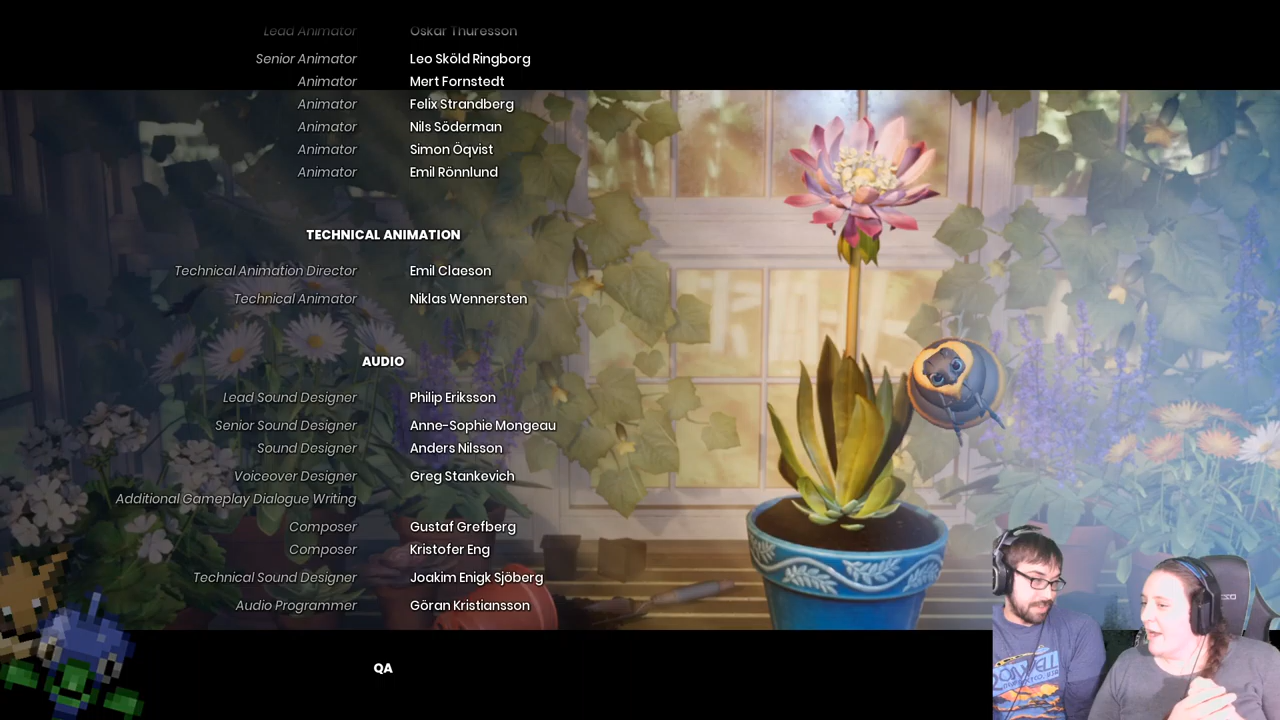 Lead Animator Oskar Thuresson
Senior Animator Leo Sköld Ringborg
Animator Mert Fornstedt
Animator Felix Strandberg
Animator Nils Söderman
Animator Simon Öqvist
Animator Emil Rönnlund
TECHNICAL ANIMATION
Technical Animation Director Emil Claeson
Technical Animator Niklas Wennersten
AUDIO
Lead Sound Designer Philip Eriksson
Senior Sound Designer Anne-Sophie Mongeau
Sound Designer Anders Nilsson
Voiceover Designer Greg Stankevich
Additional Gameplay Dialogue Writing
Composer Gustaf Grefberg
Composer Kristofer Eng
Technical Sound Designer Joakim Enigk Sjöberg
Audio Programmer Göran Kristiansson
QA